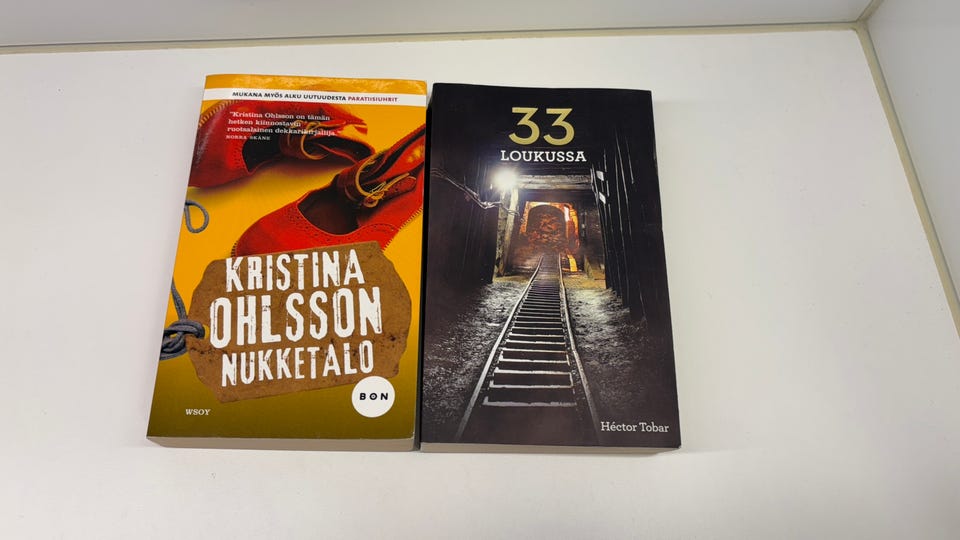 MUKANA MYÖS ALKU UUTUUDESTA PARATIISIUHRIT
"Kristina Ohlsson on tämän
hetken kiinnostavin
ruotsalainen dekkarikirjailija.
NORRA SKÅNE
KRISTINA
OHLSSON
NUKKETALO
BON
WSOY
33
LOUKUSSA
Héctor Tobar